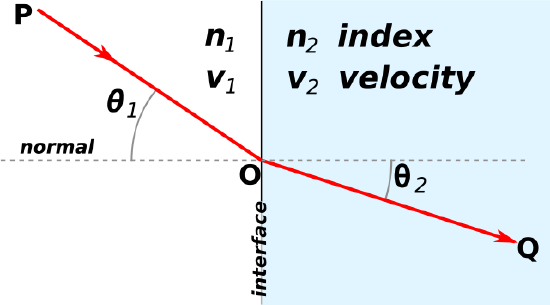 P
n1 n2 index
v1 v2 velocity
θ1
normal
O
θ2
interface
Q